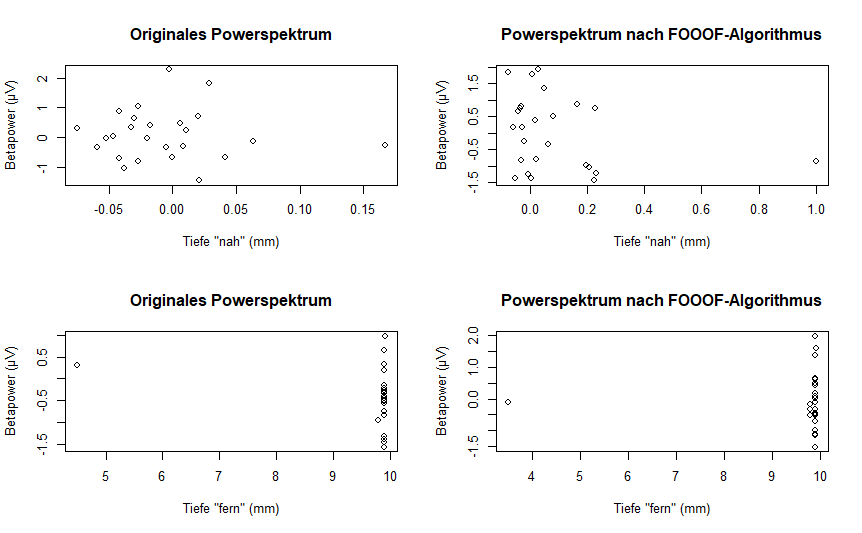 Originales Powerspektrum
Betapower (µV)
2
1
0
-1
-0.05 0.00 0.05 0.10 0.15
Tiefe "nah" (mm)
Powerspektrum nach FOOOF-Algorithmus
Betapower (µV)
1.5
0.5
-0.5
-1.5
0.0 0.2 0.4 0.6 0.8 1.0
Tiefe "nah" (mm)
Originales Powerspektrum
Betapower (µV)
0.5
-0.5
-1.5
5 6 7 8 9 10
Tiefe "fern" (mm)
Powerspektrum nach FOOOF-Algorithmus
Betapower (µV)
2.0
1.0
0.0
-1.5
4 5 6 7 8 9 10
Tiefe "fern" (mm)